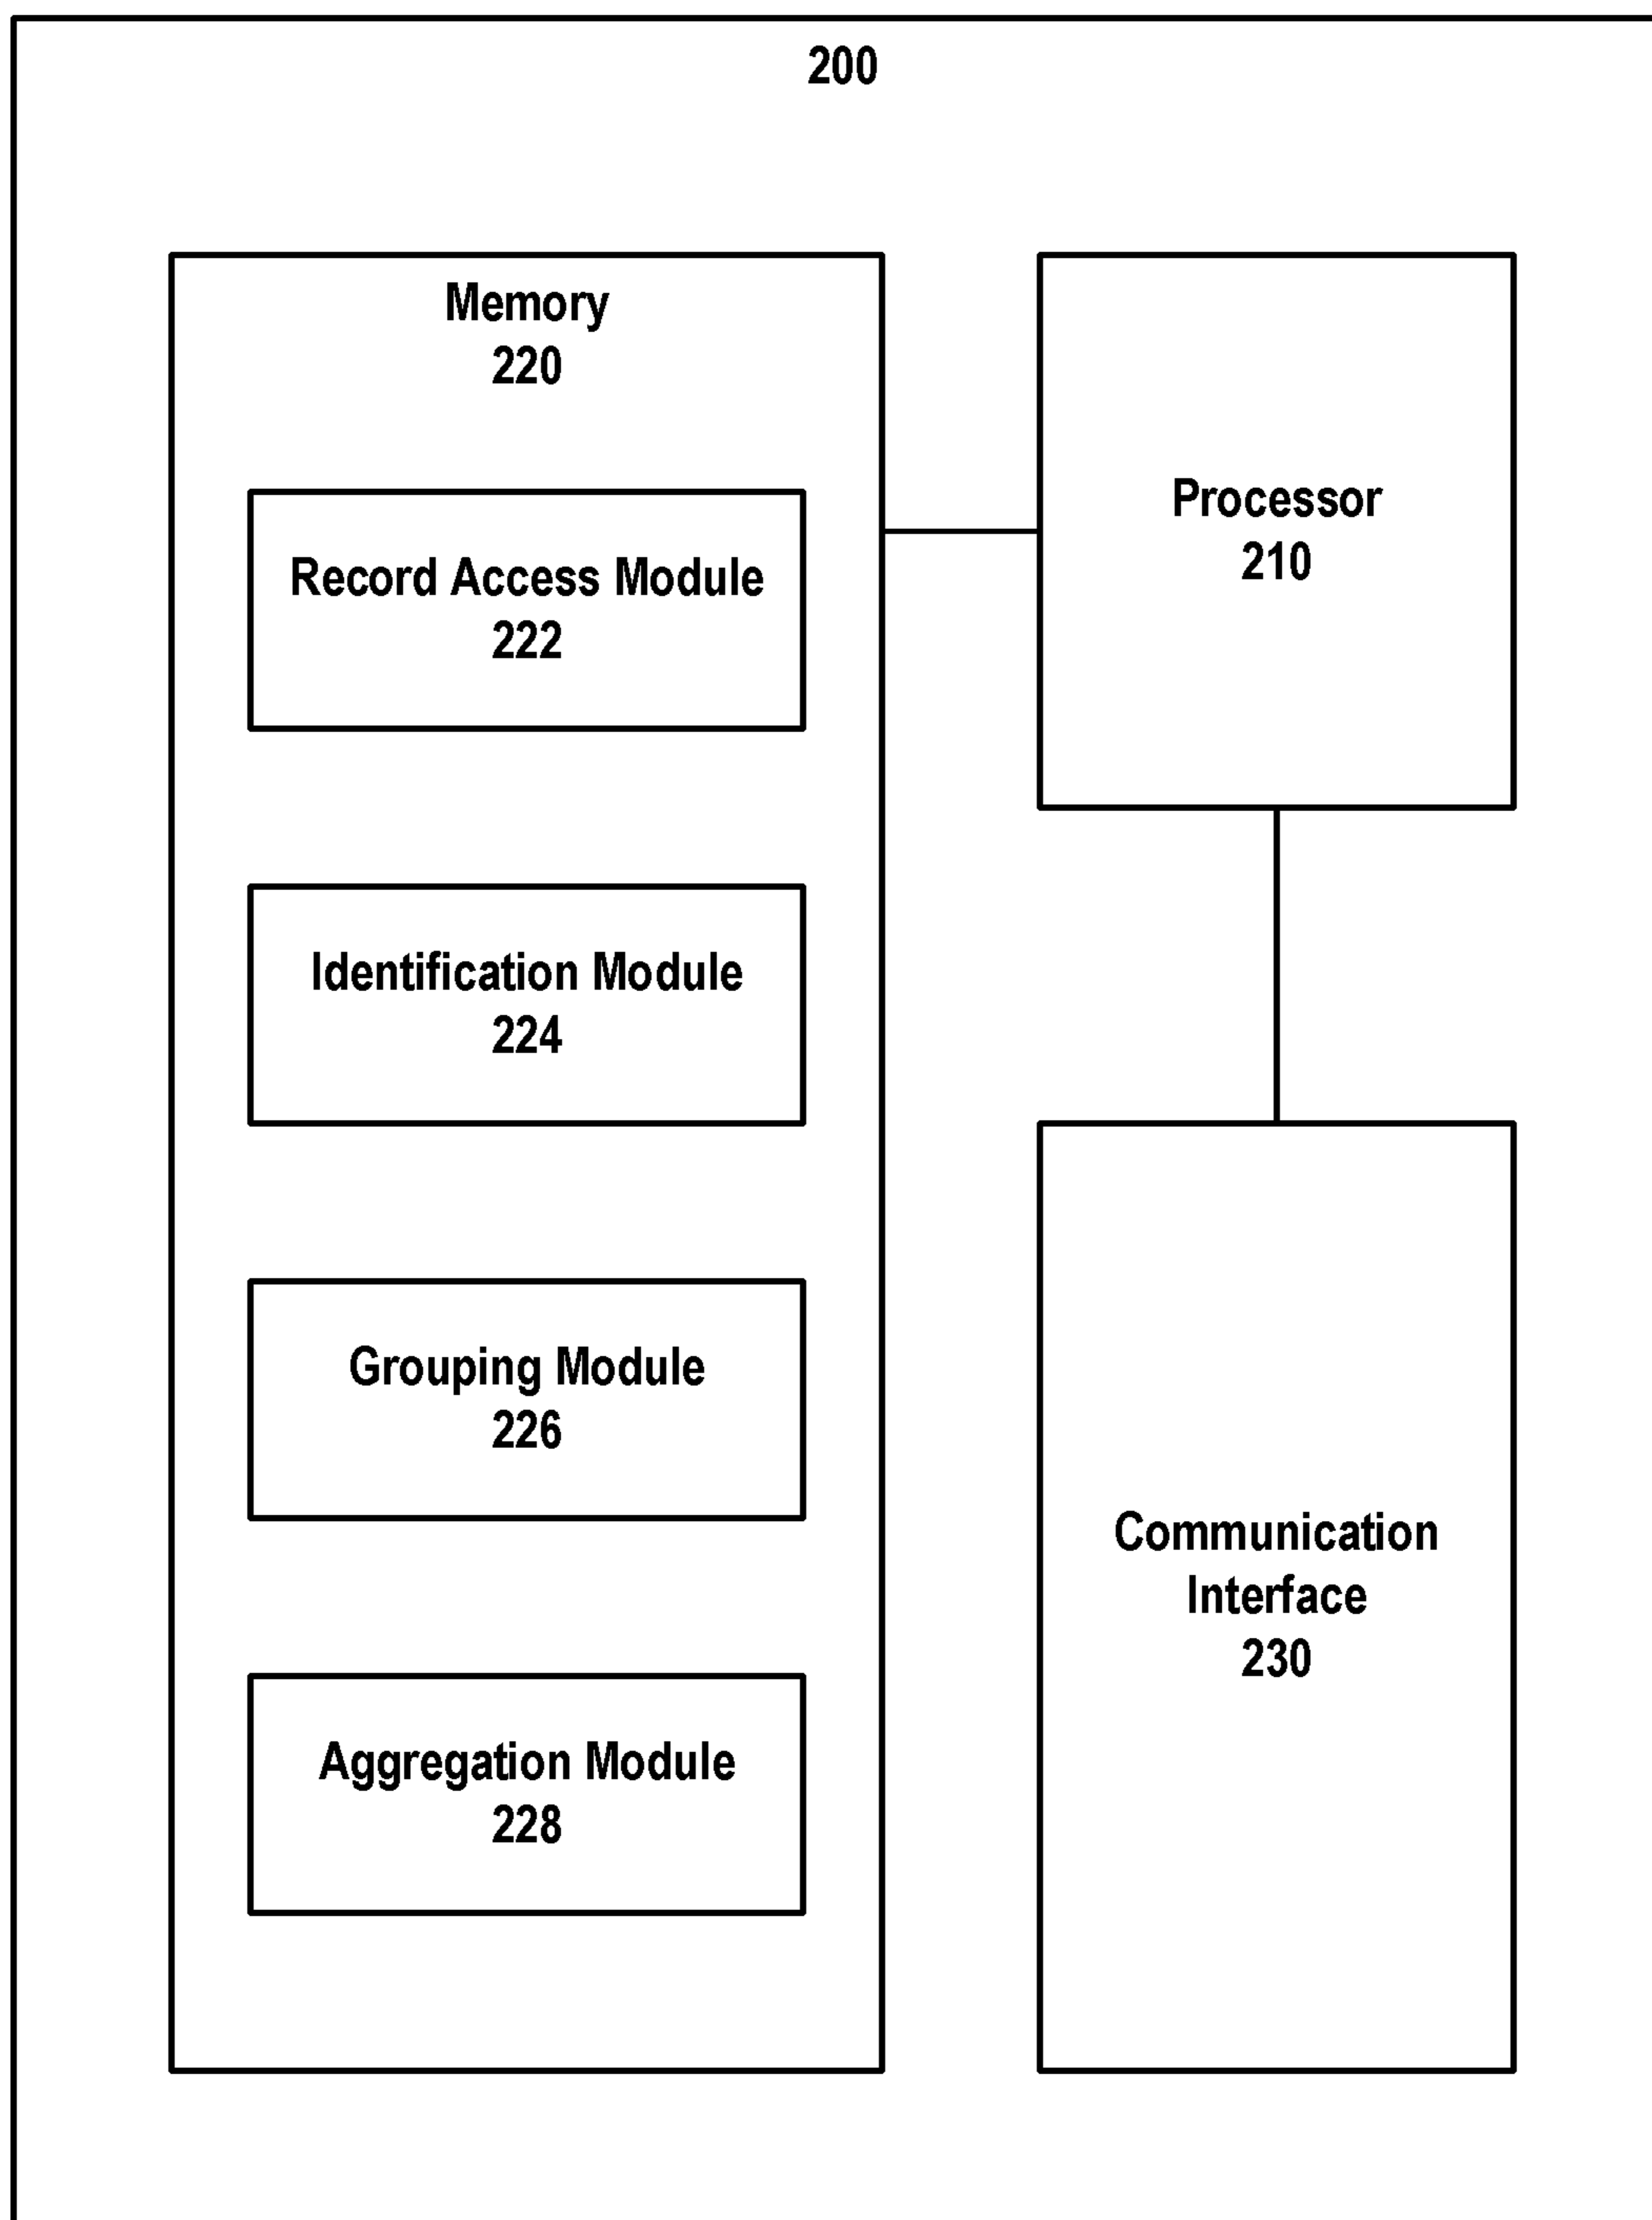 200
Memory
220
Record Access Module
222
Identification Module
224
Grouping Module
226
Aggregation Module
228
Processor
210
Communication
Interface
230